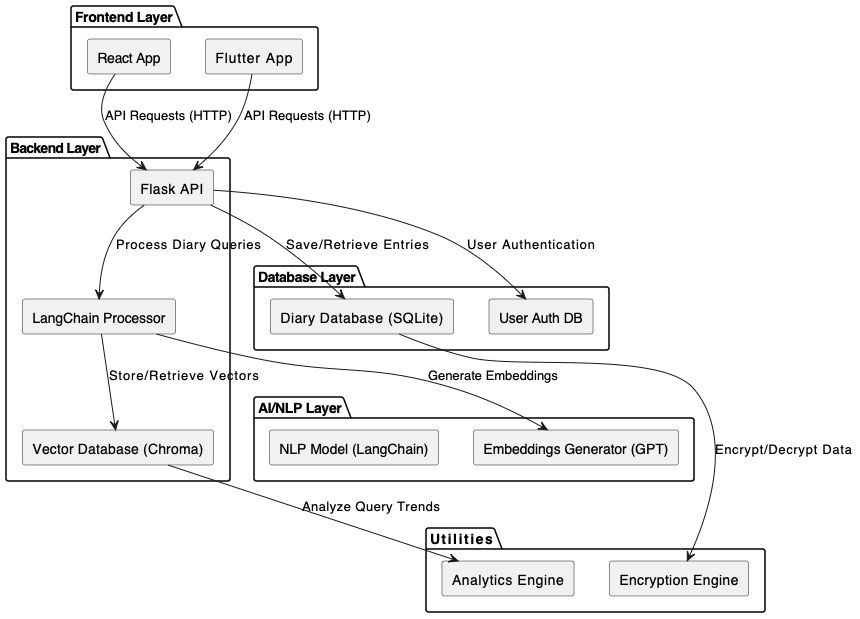 Frontend Layer
React App
Flutter App
API Requests (HTTP)
API Requests (HTTP)
Backend Layer
Flask API
Process Diary Queries
Save/Retrieve Entries
User Authentication
Database Layer
LangChain Processor
Diary Database (SQLite)
User Auth DB
Store/Retrieve Vectors
Generate Embeddings
AI/NLP Layer
Vector Database (Chroma)
NLP Model (LangChain)
Embeddings Generator (GPT)
Encrypt/Decrypt Data
Analyze Query Trends
Utilities
Analytics Engine
Encryption Engine